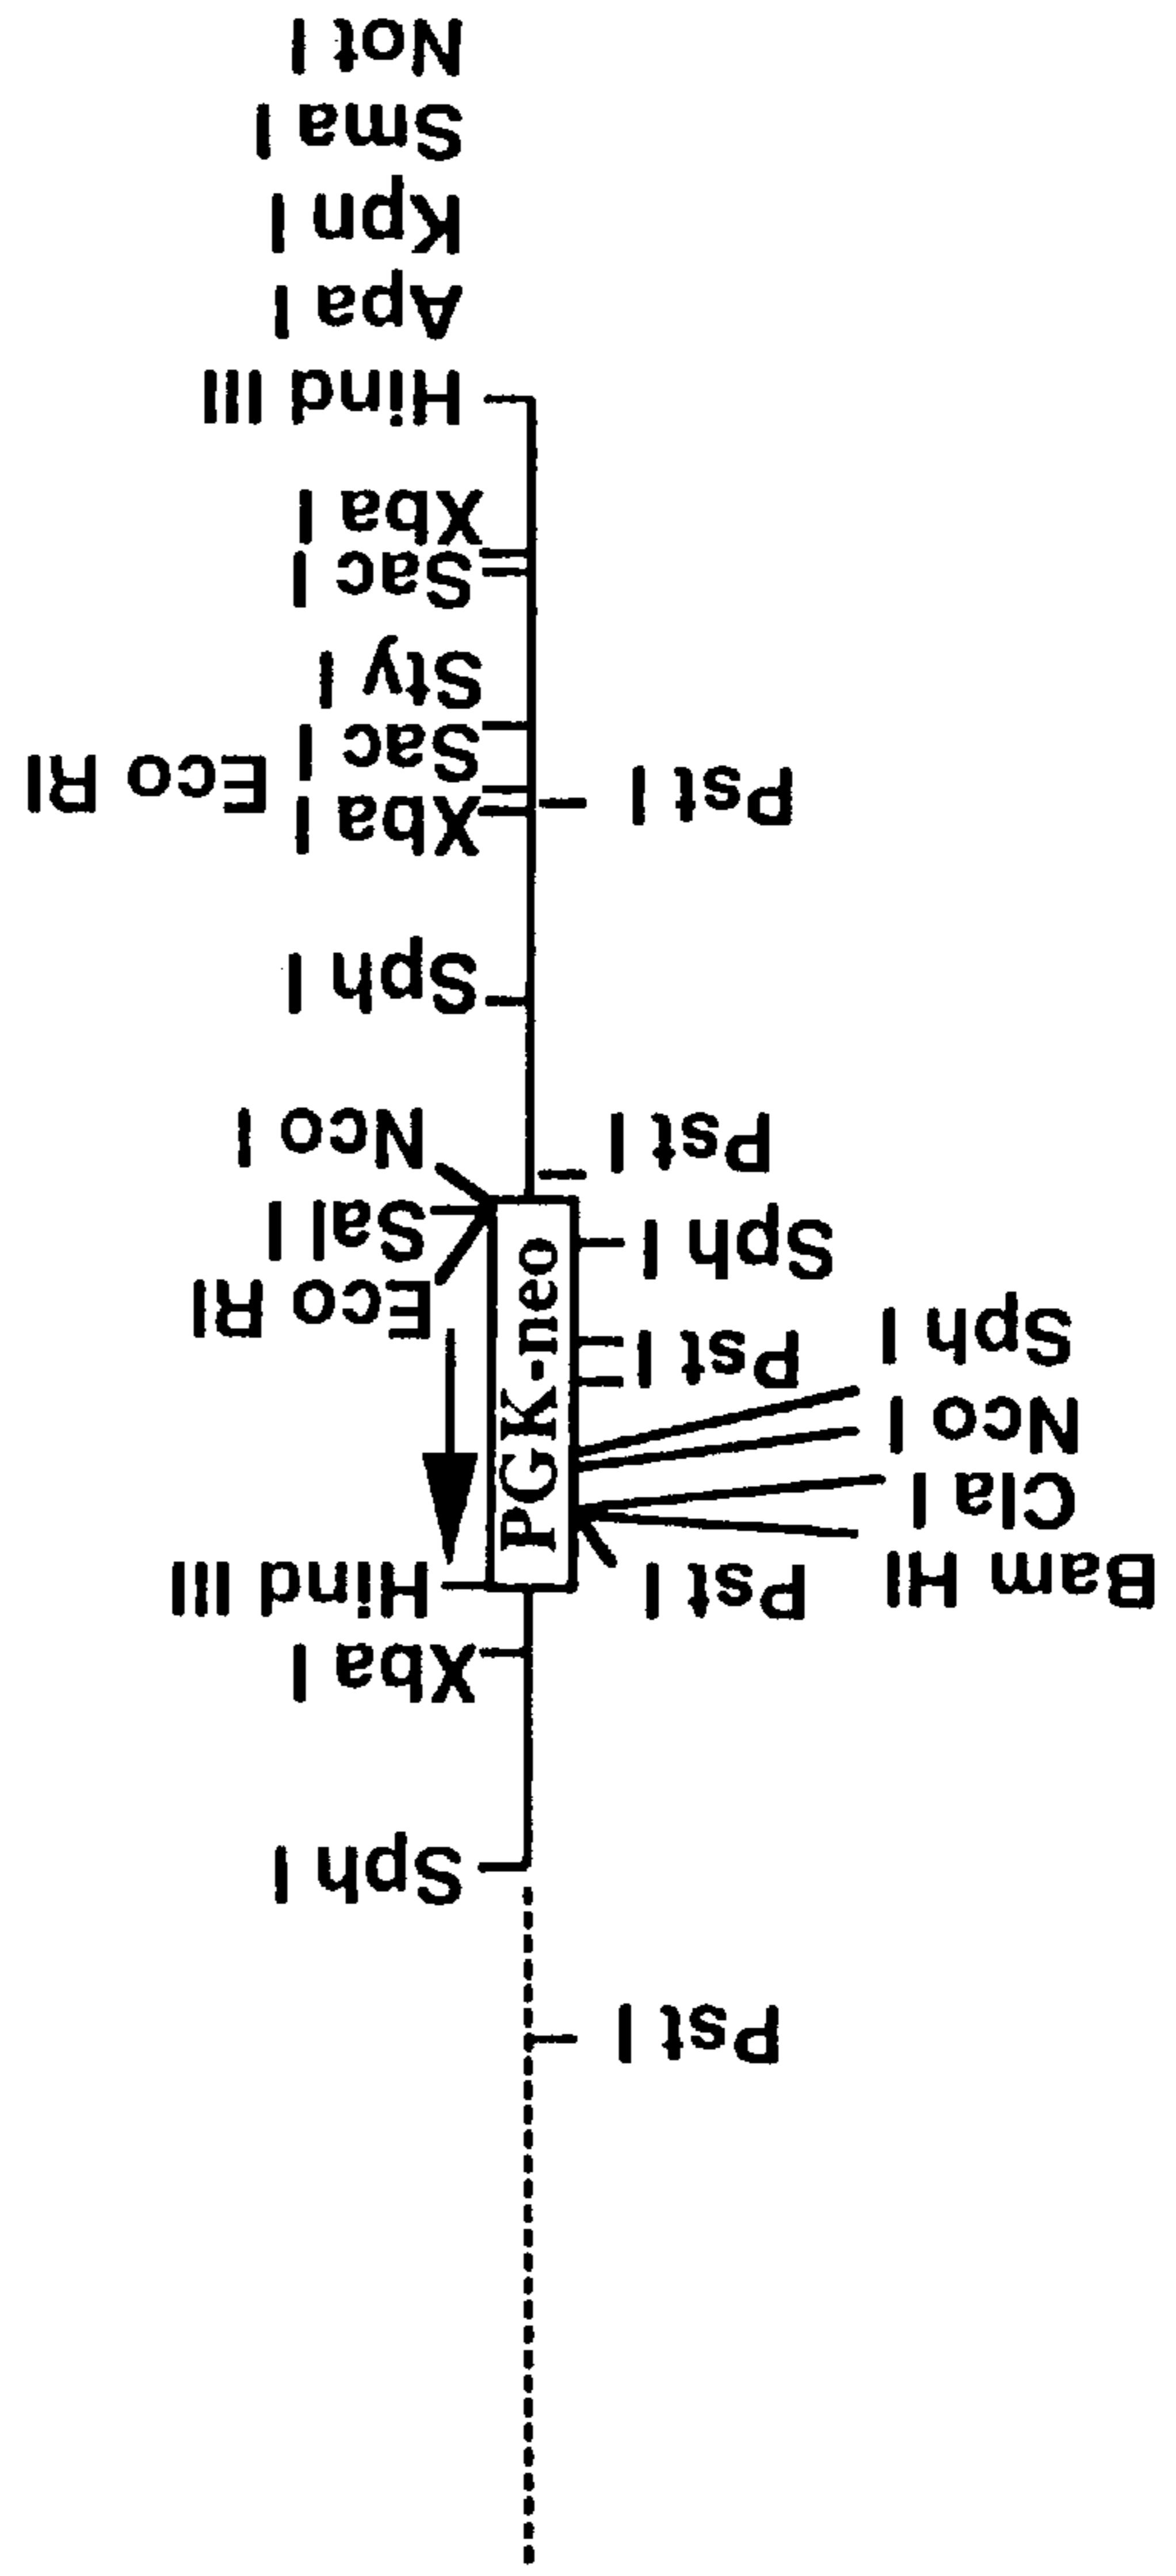 Pst I
Sph I
Xba I
Bam HI
Pst I
Hind III
Cla I
PGK-neo
Nco I
Pst I
Sph I
Eco RI
Sph I
Sal I
Pst I
Nco I
Sph I
Xba I
Pst I
Eco RI
Sac I
Sty I
Sac I
Xba I
Hind III
Apa I
Kpn I
Sma I
Not I